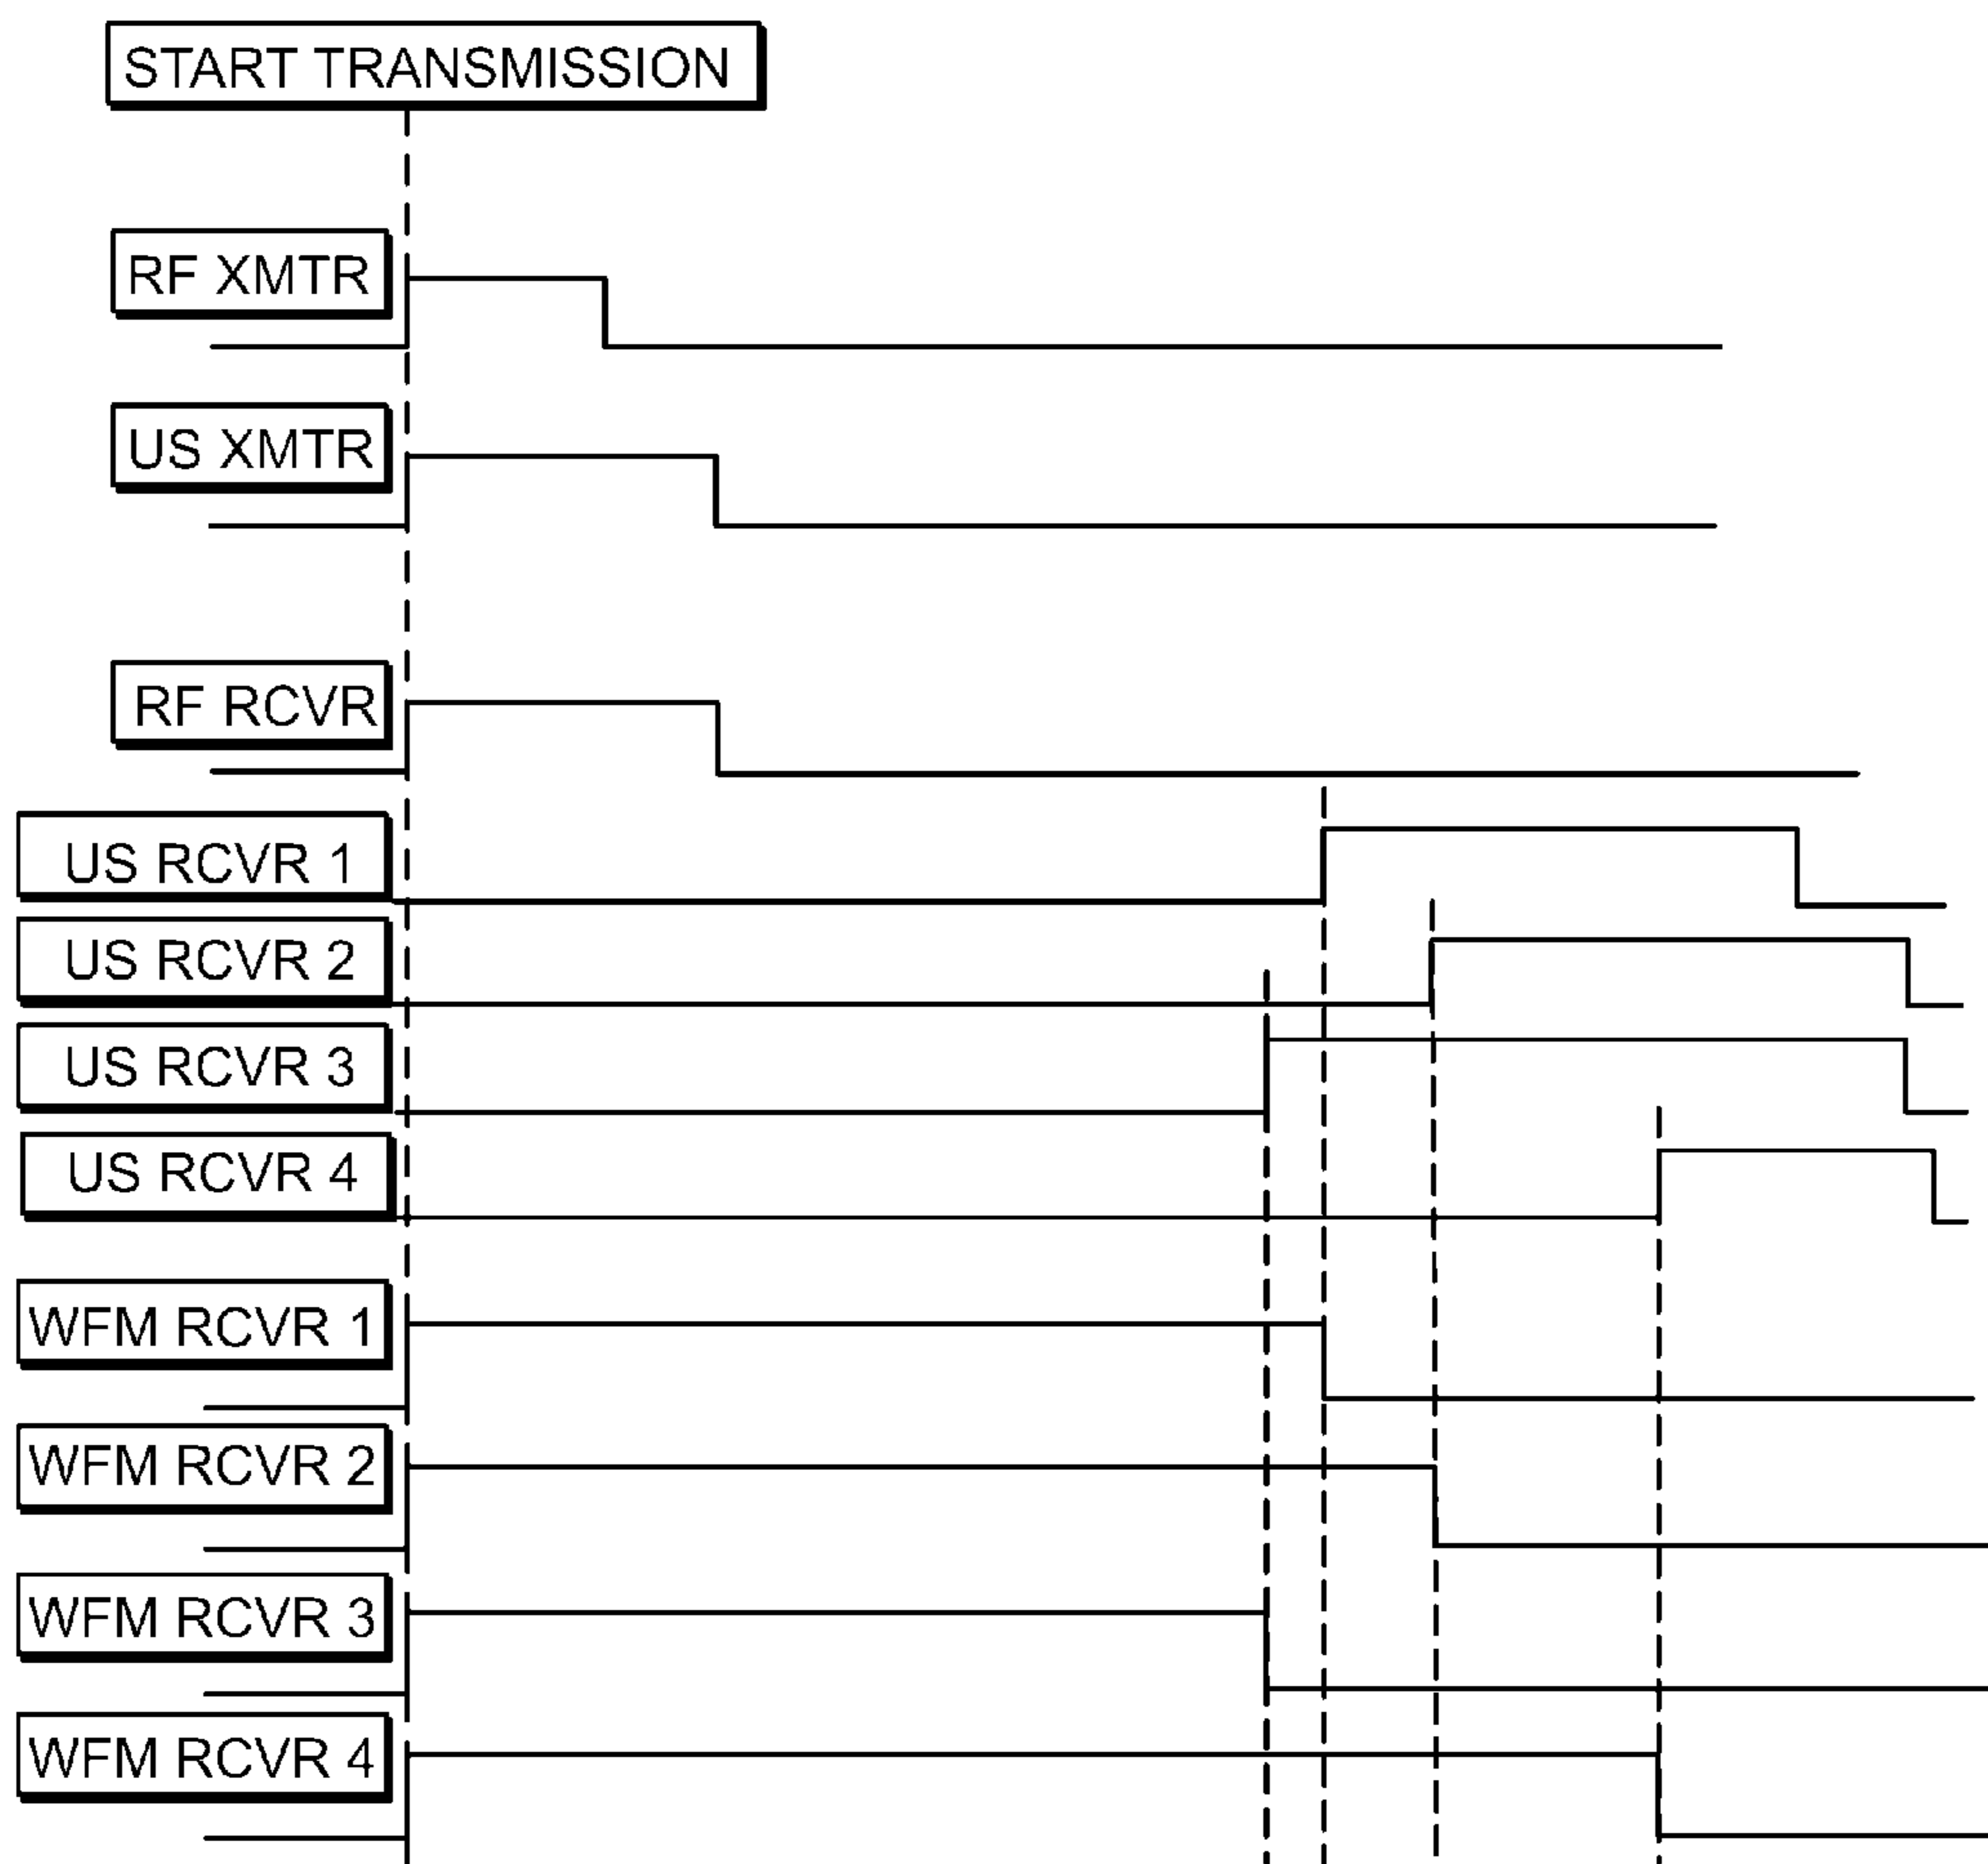 START TRANSMISSION
RF XMTR
US XMTR
RF RCVR
US RCVR 1
US RCVR 2
US RCVR 3
US RCVR 4
WFM RCVR 1
WFM RCVR 2
WFM RCVR 3
WFM RCVR 4